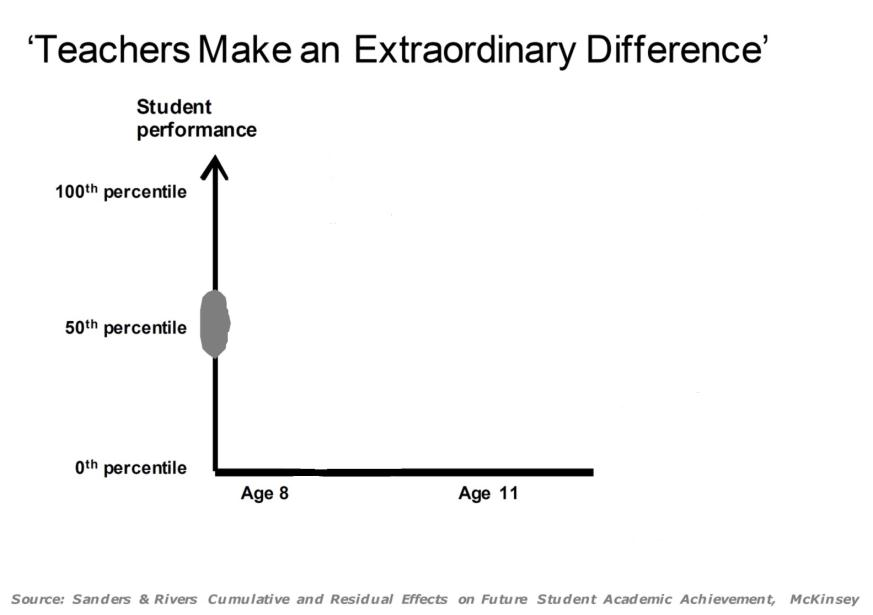 ‘Teachers Make an Extraordinary Difference’
Student
performance
100th percentile
50th percentile
0th percentile
Age 8
Age 11
Source: Sanders & Rivers Cumulative and Residual Effects on Future Student Academic Achievement, McKinsey